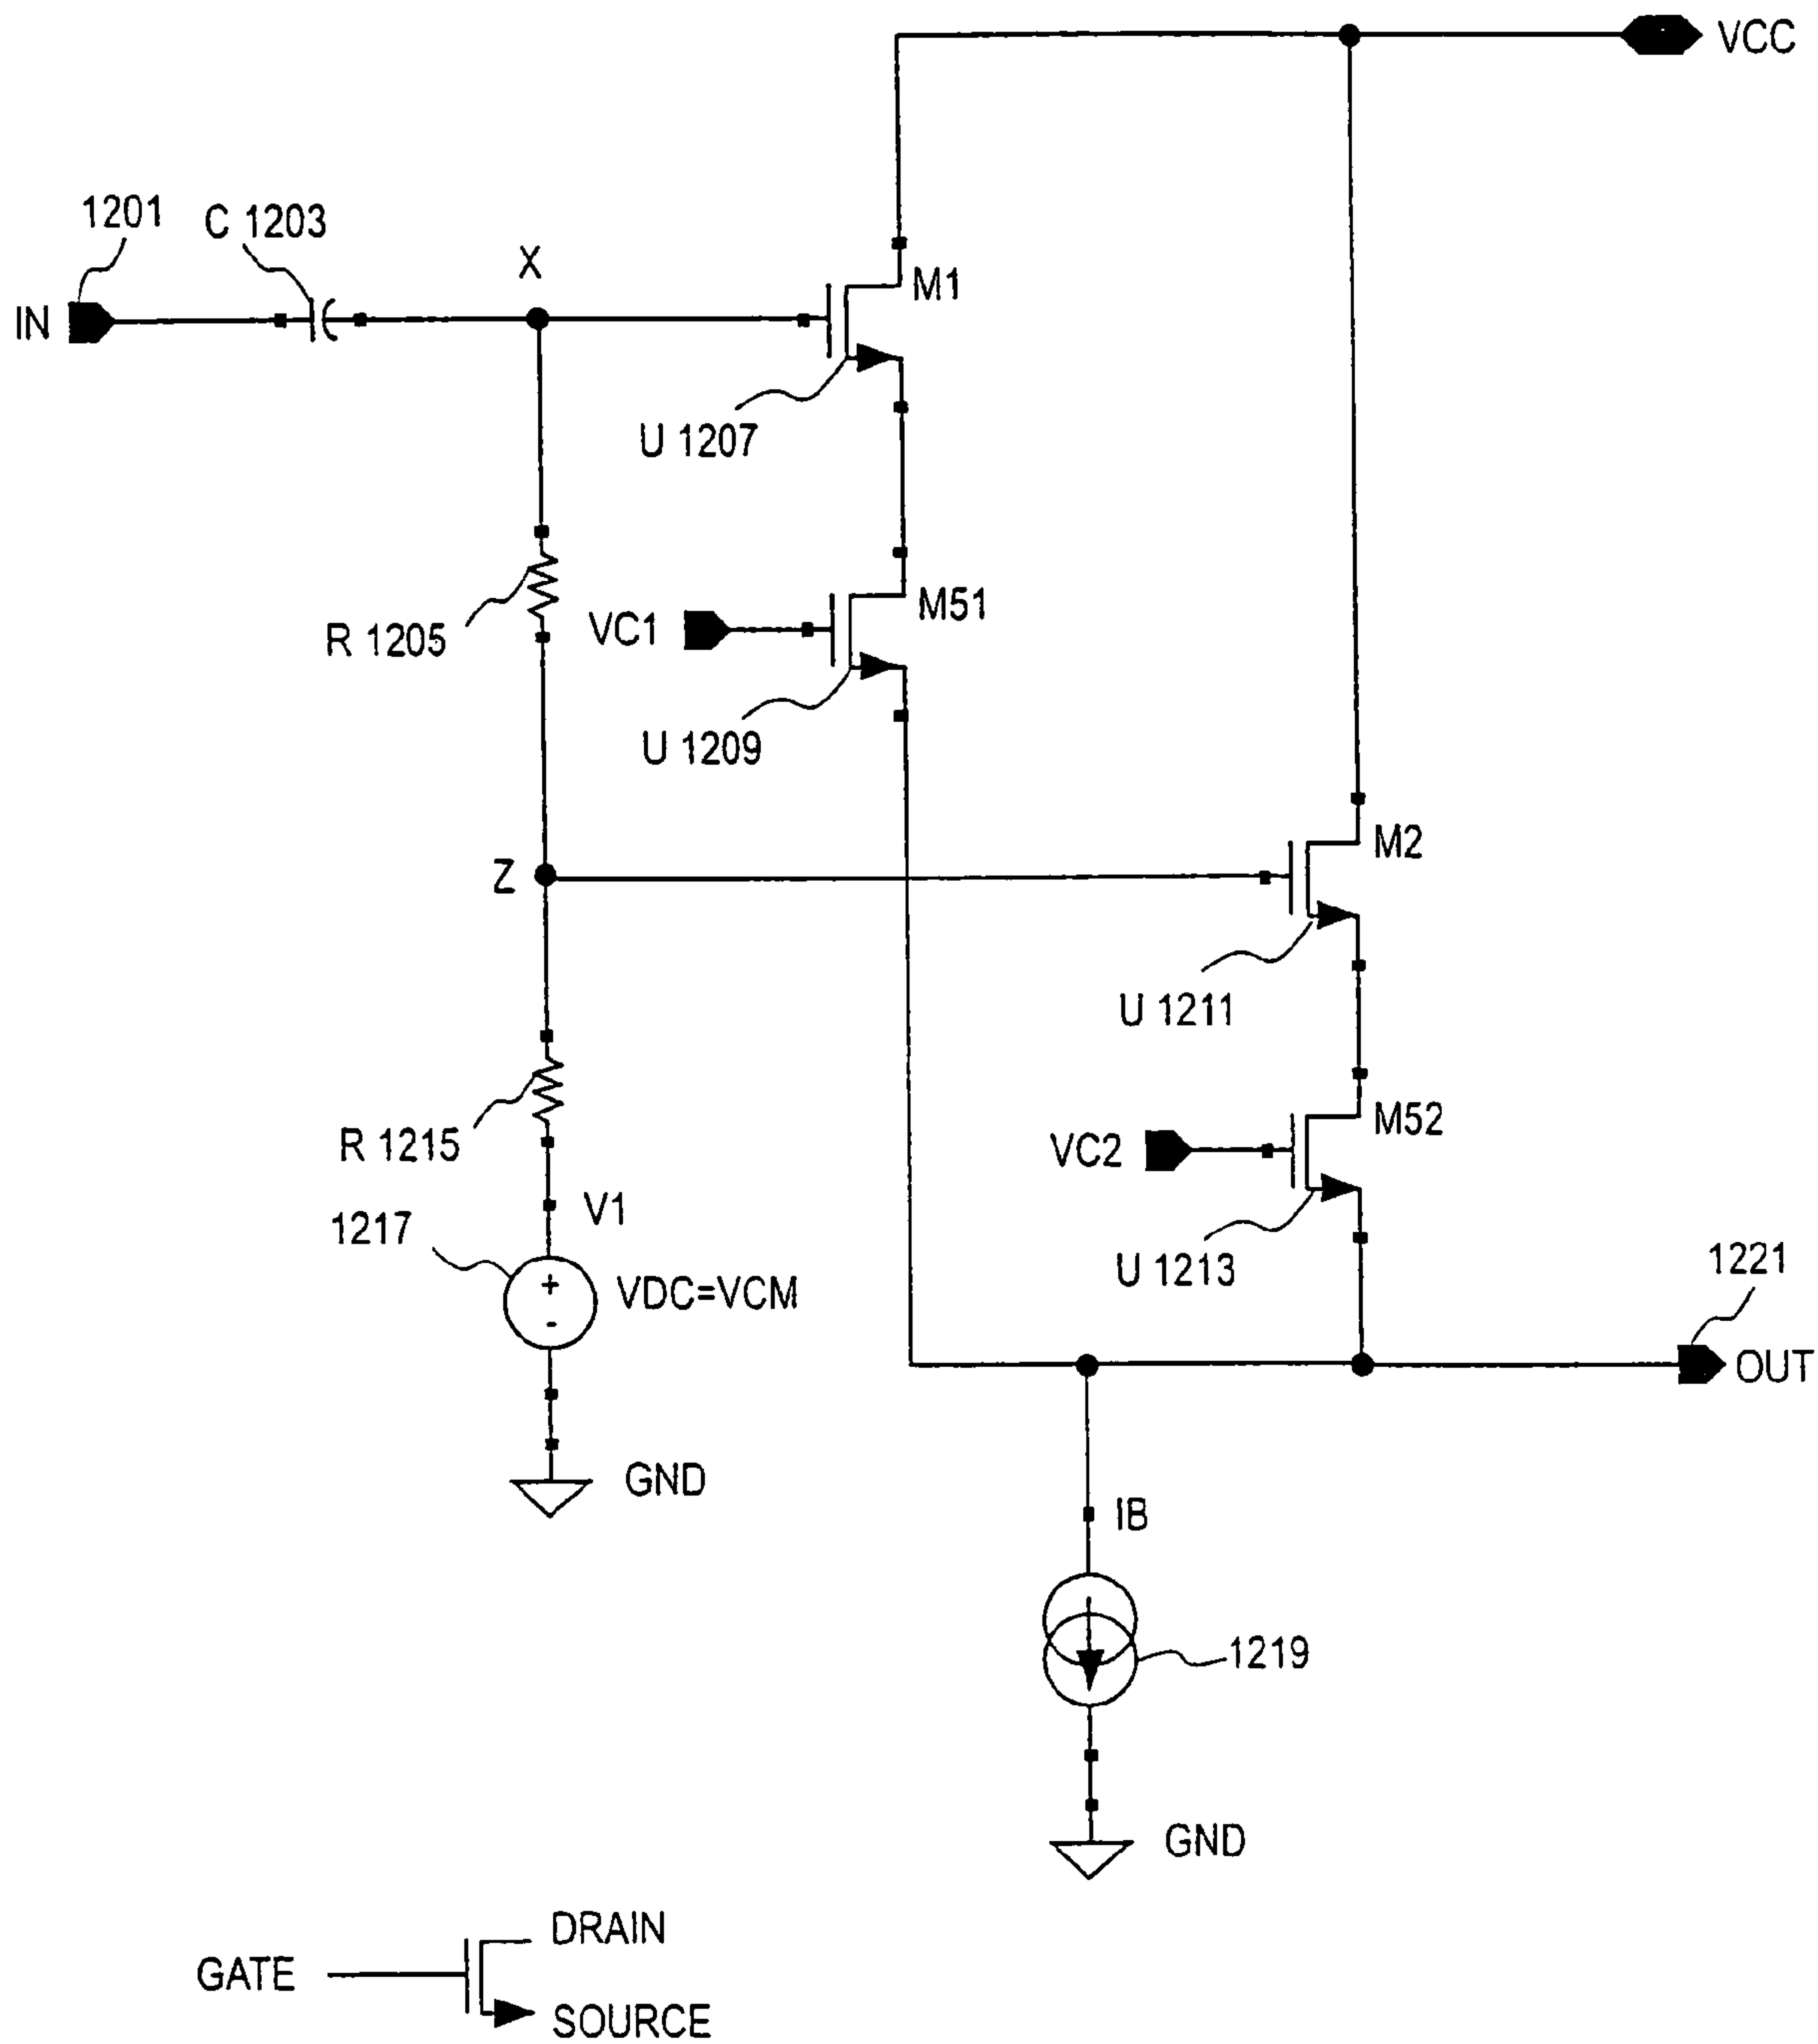 VCC
1201
C 1203
X
IN
M1
U 1207
R 1205
VC1
M51
U 1209
Z
M2
U 1211
R 1215
VC2
M52
U 1213
V1
1217
VDC=VCM
+
-
1221
OUT
GND
IB
1219
GND
DRAIN
GATE
SOURCE